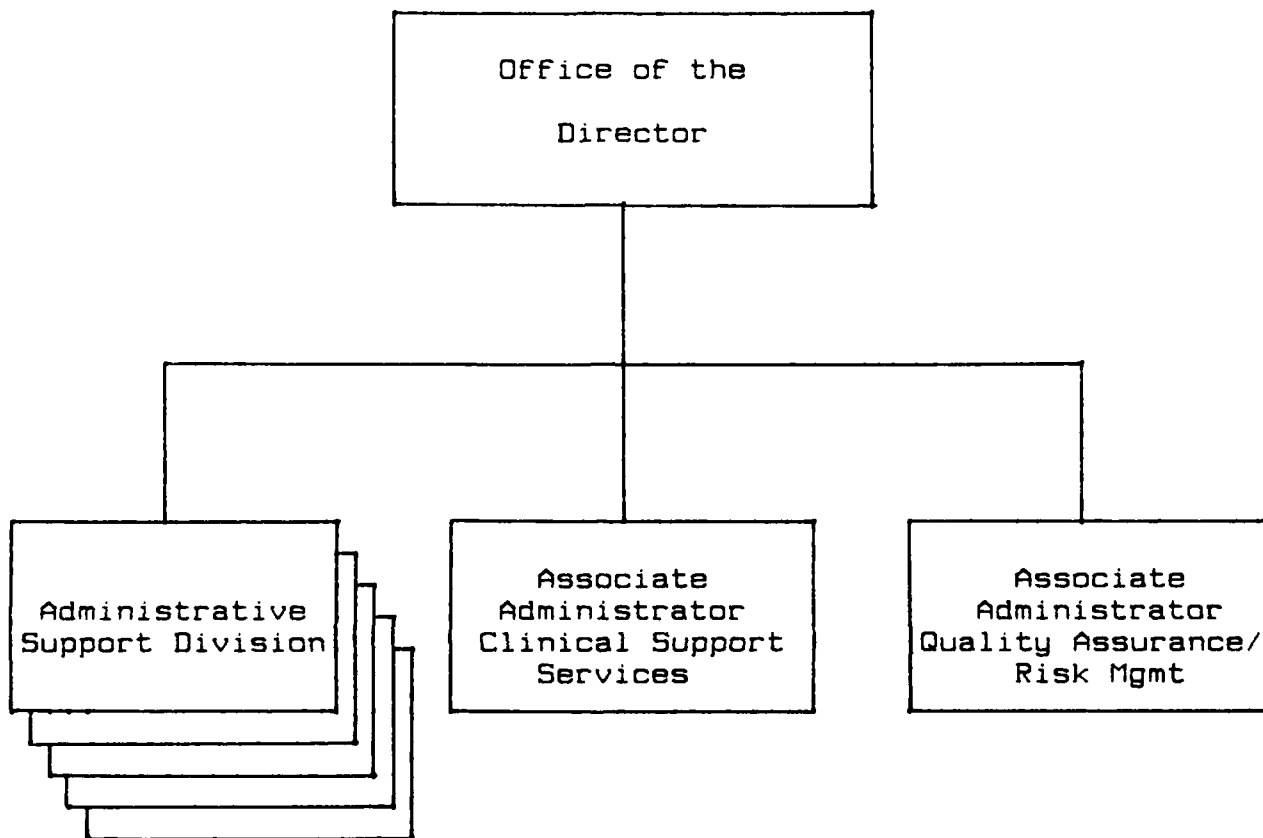 Office of the
Director
Administrative
Support Division
Associate
Administrator
Clinical Support
Services
Associate
Administrator
Quality Assurance/
Risk Mgmt